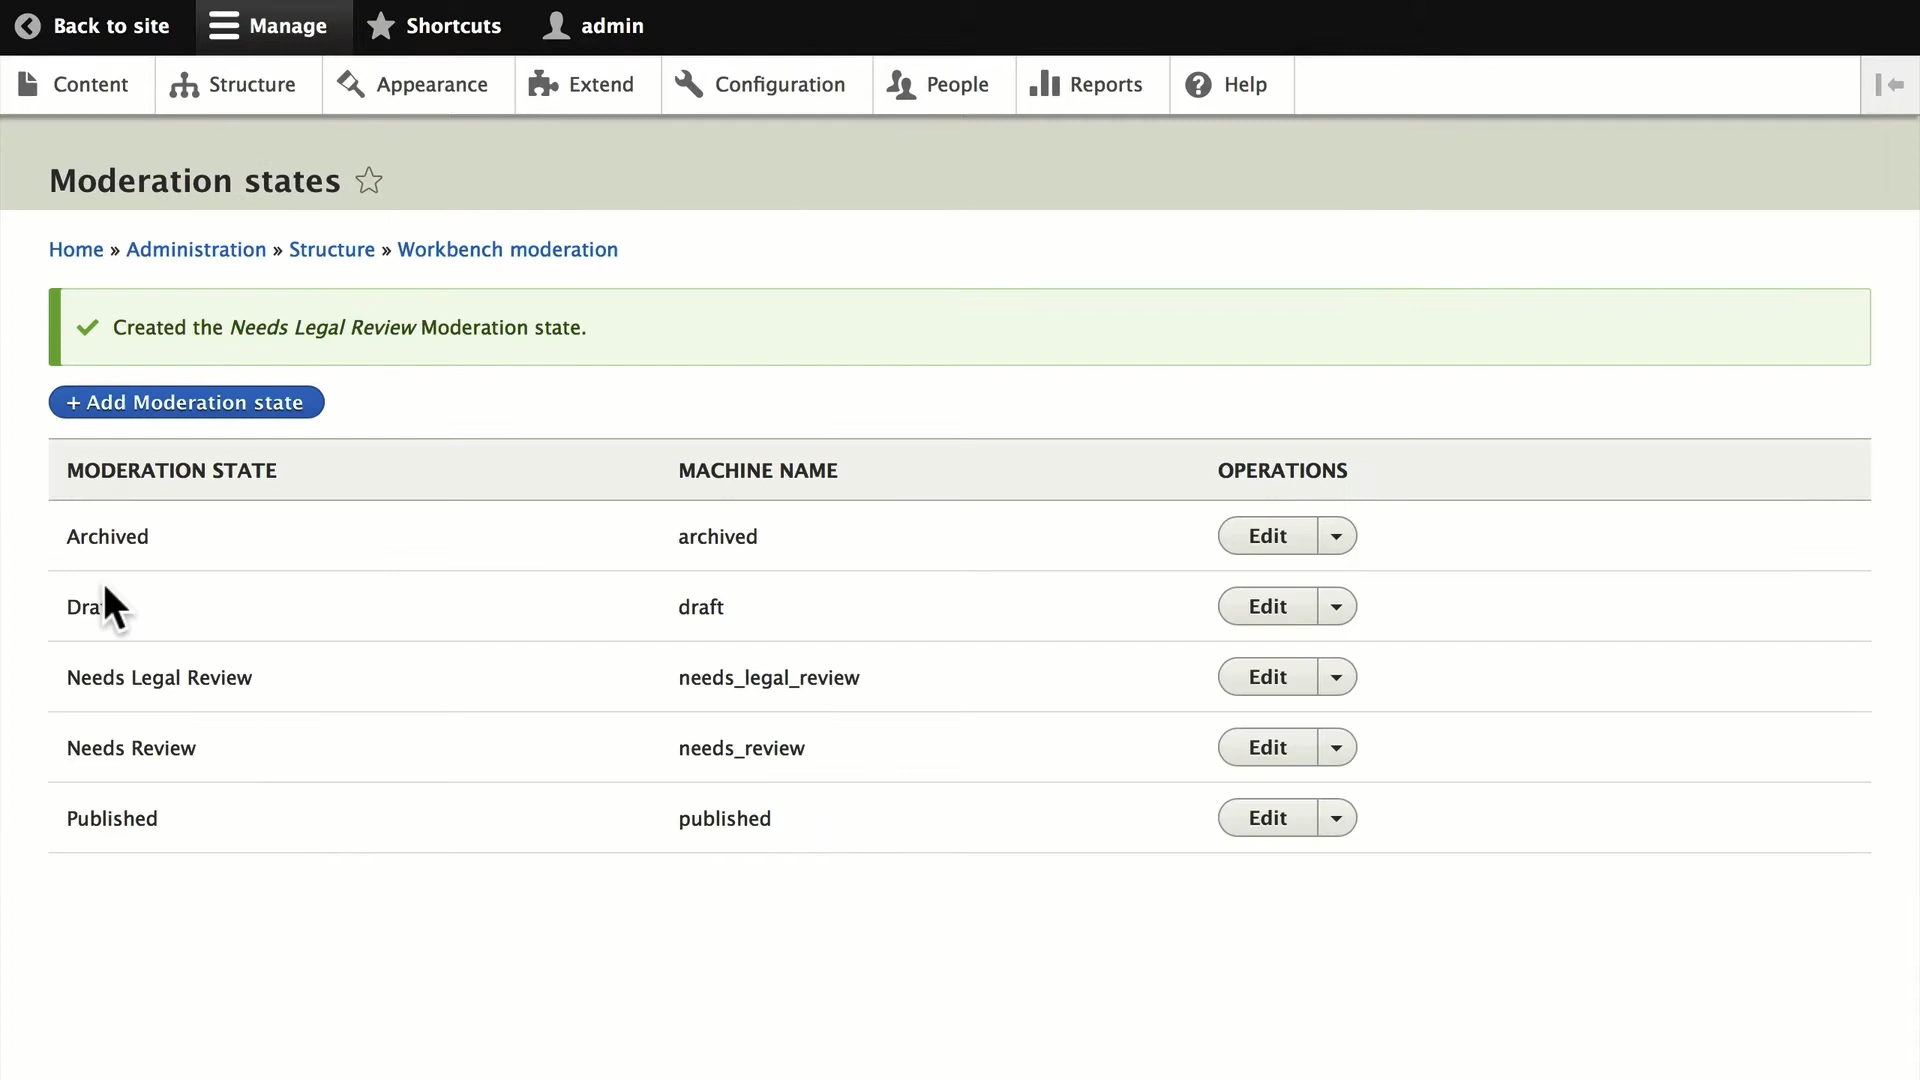 Back to site Manage Shortcuts admin
Content Structure Appearance Extend Configuration People Reports Help
Moderation states
Home » Administration » Structure » Workbench moderation
Created the Needs Legal Review Moderation state.
+ Add Moderation state
MODERATION STATE MACHINE NAME OPERATIONS
Archived archived Edit
draft Edit
Needs Legal Review needs_legal_review Edit
Needs Review needs_review Edit
Published published Edit